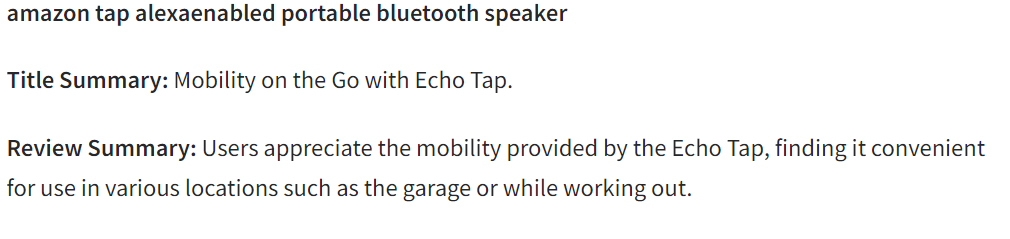 amazon tap alexaenabled portable bluetooth speaker
Title Summary: Mobility on the Go with Echo Tap.
Review Summary: Users appreciate the mobility provided by the Echo Tap, finding it convenient
for use in various locations such as the garage or while working out.